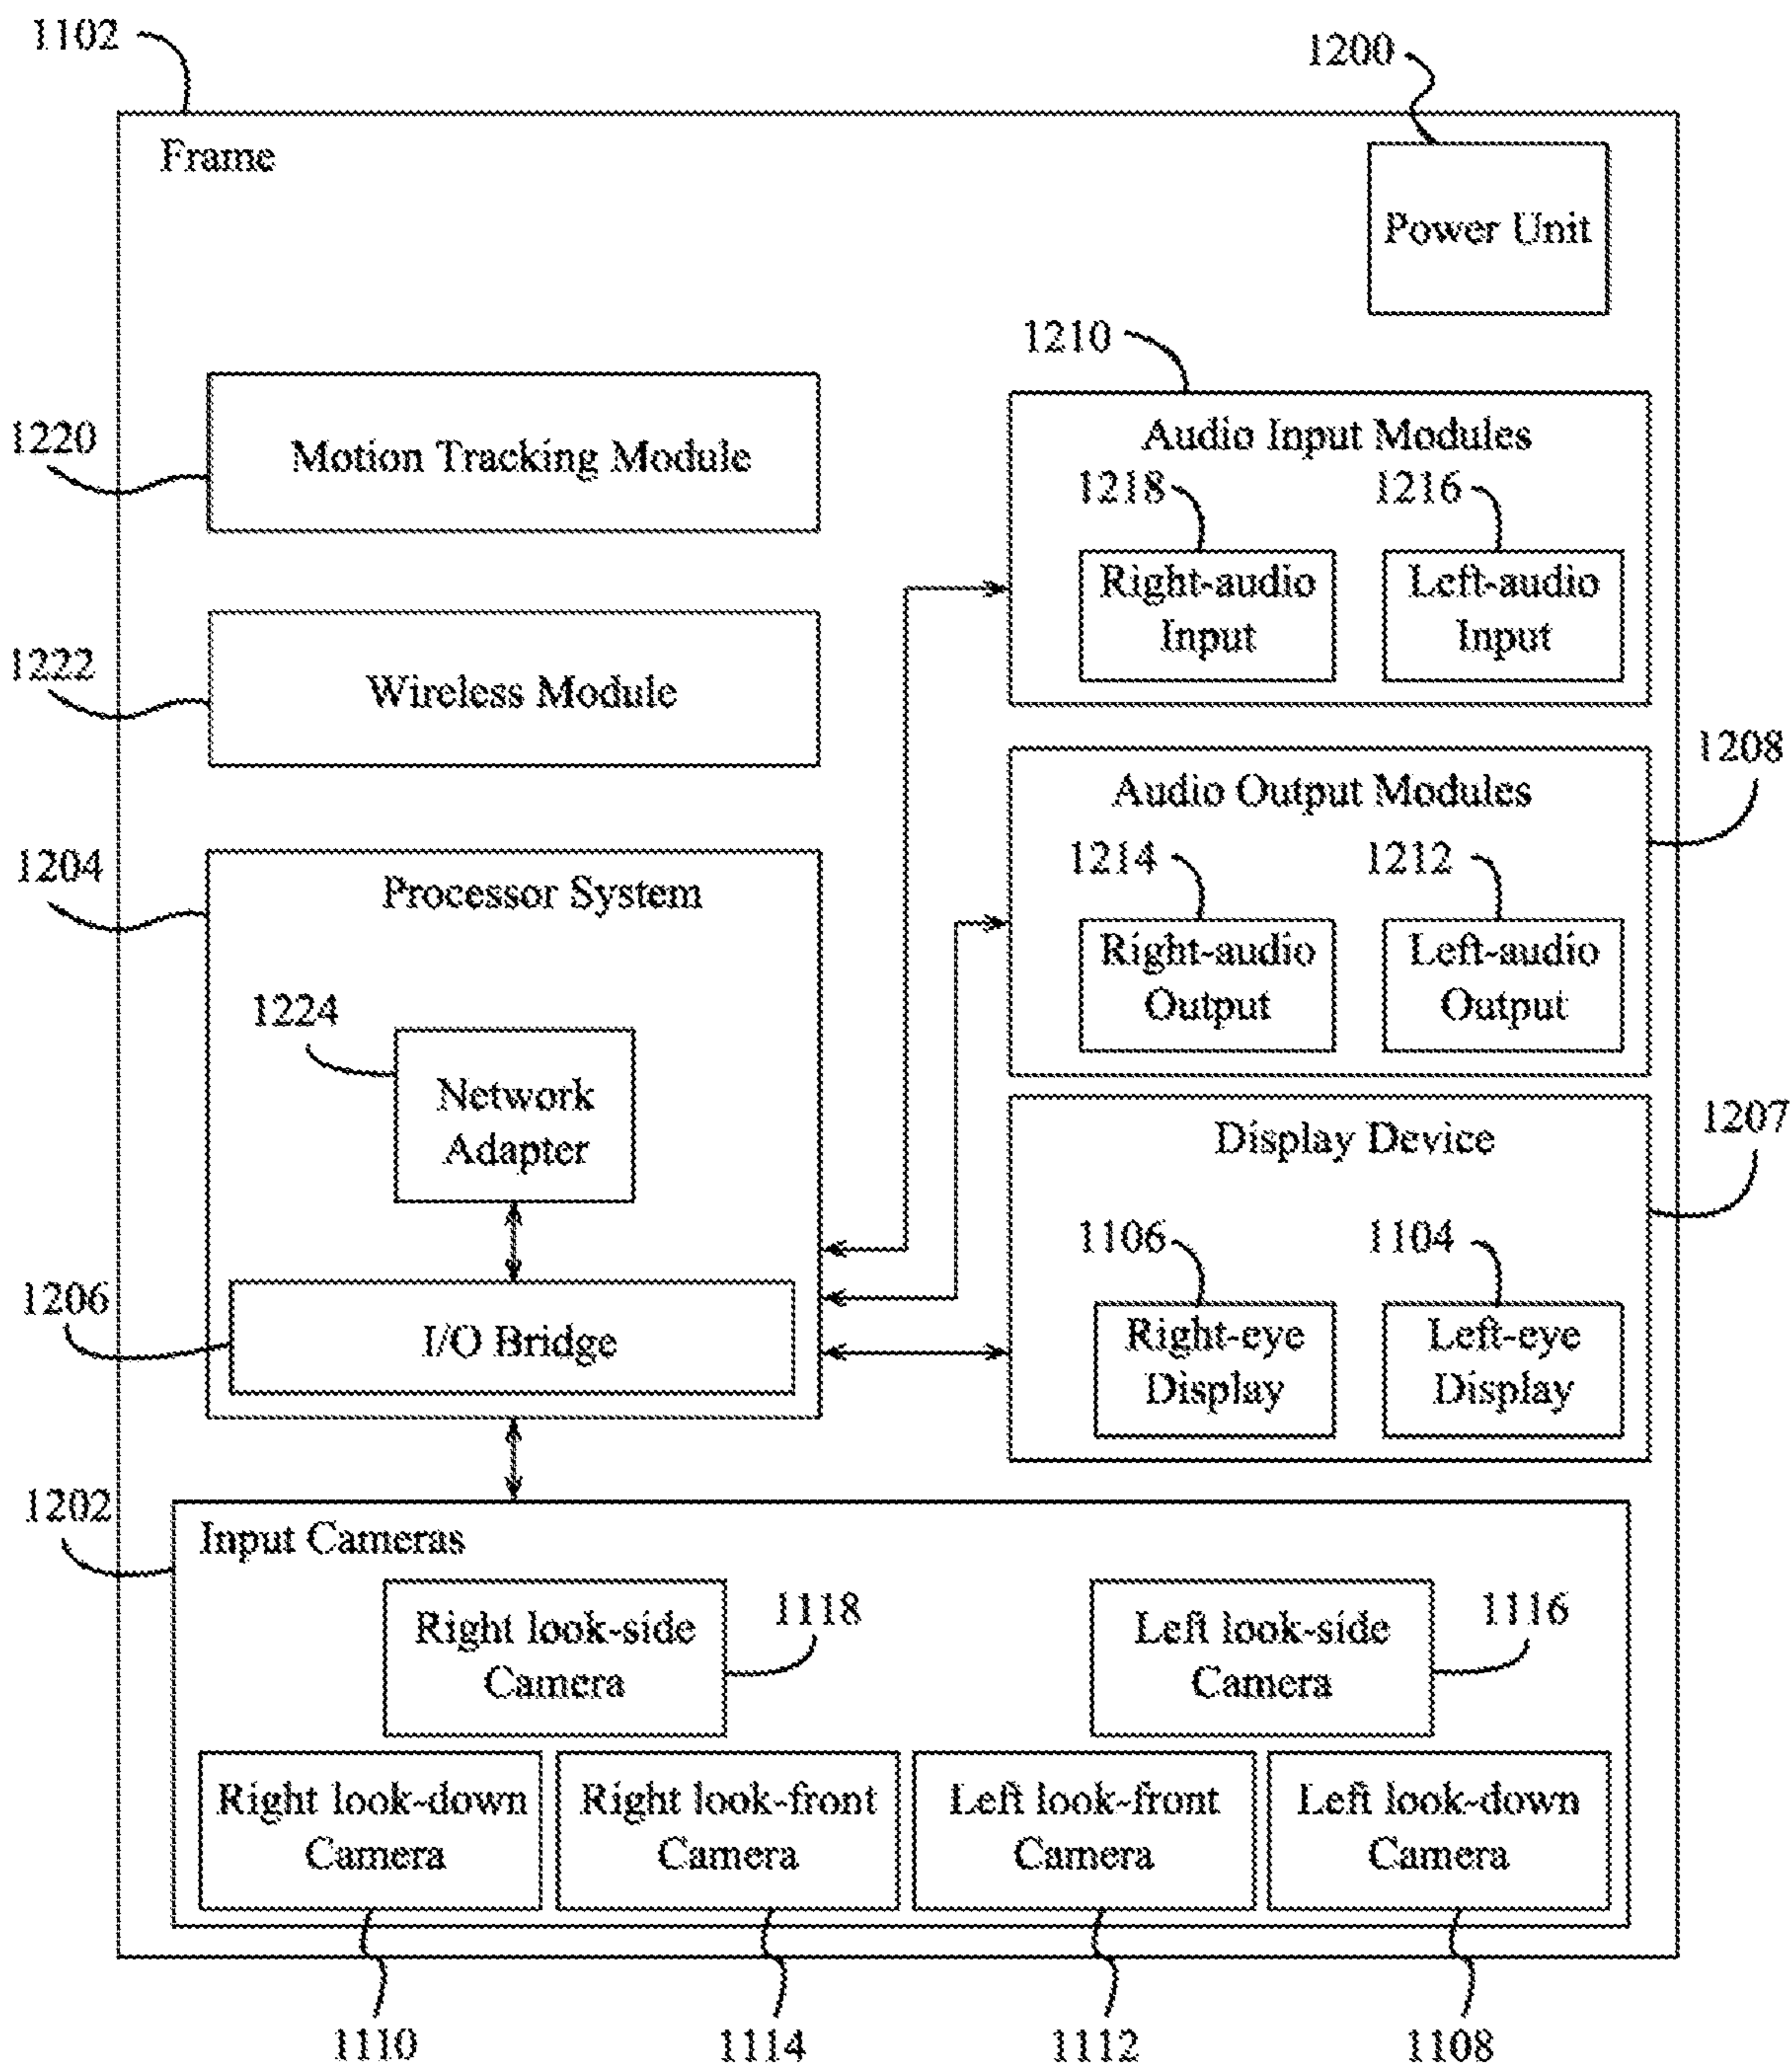 1102
1200
Frame
Power Unit
1210
1220
Motion Tracking Module
Audio Input Modules
1218
1216
Right-audio
Input
Left-audio
Input
1222
Wireless Module
1208
Audio Output Modules
1204
Processor System
1214
1212
Right-audio
Output
Left-audio
Output
1224
Network
Adapter
1207
Display Device
1206
I/O Bridge
1106
1104
Right-eye
Display
Left-eye
Display
1202
Input Cameras
Right look-side
Camera
1118
Left look-side
Camera
1116
Right look-down
Camera
Right look-front
Camera
Left look-front
Camera
Left look-down
Camera
1110
1114
1112
1108